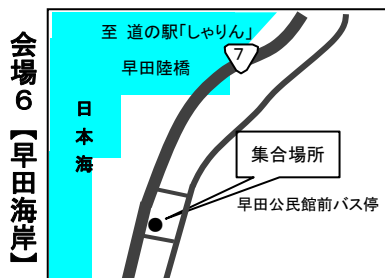 会場６【早田海岸】
至 道の駅「しゃりん」
7
早田陸橋
日本海
集合場所
早田公民館前バス停